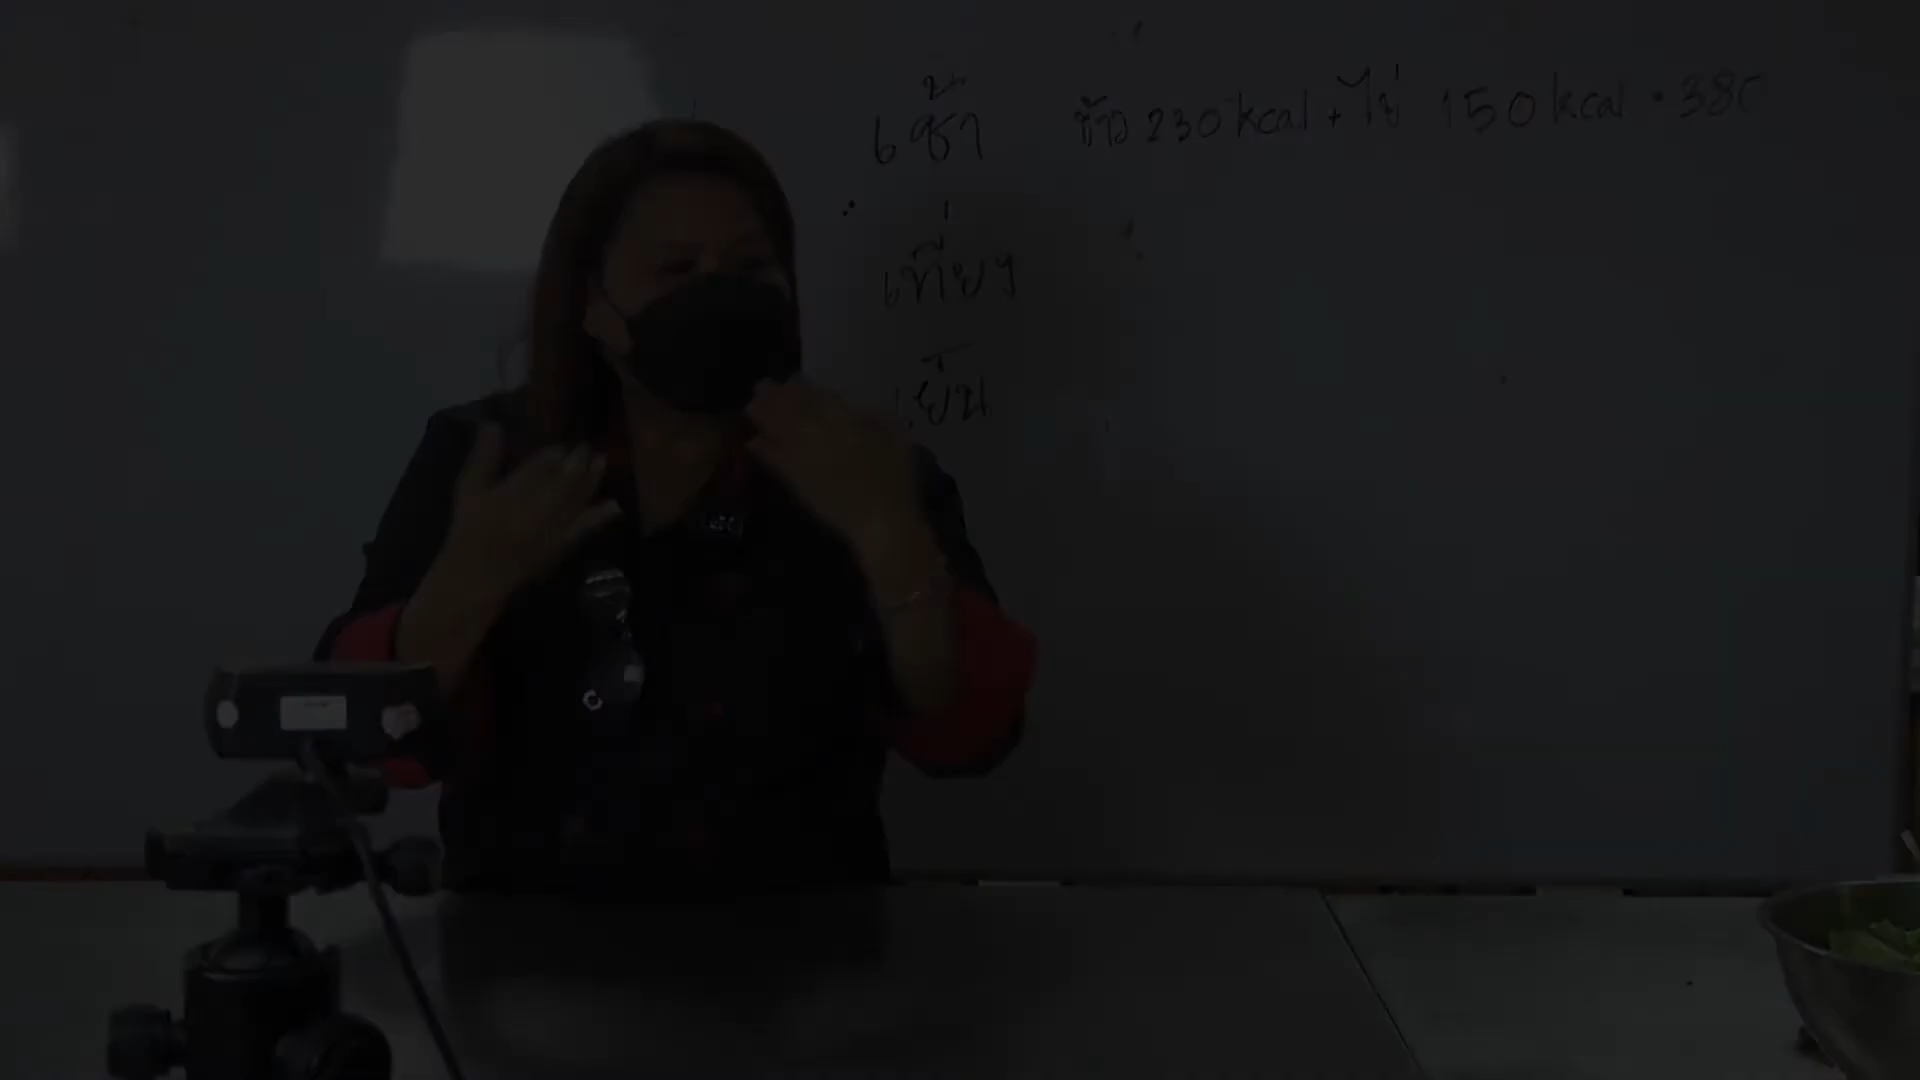 เช้า ข้าว 230 kcal + ไข่ 150 kcal • 380
เที่ยง
เย็น